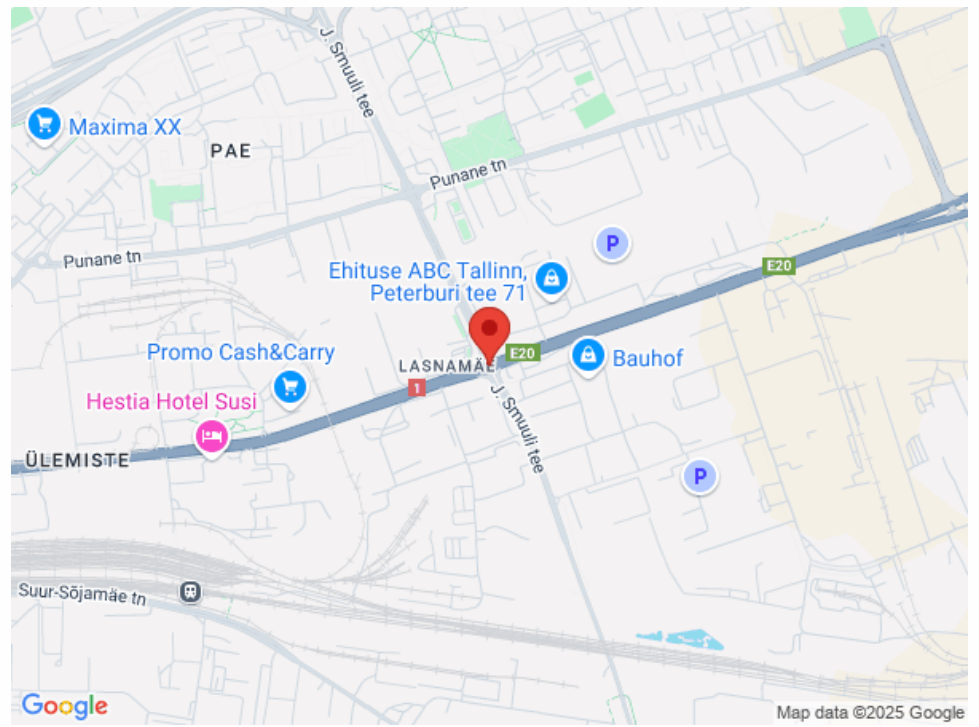 J. Smuuli tee
Maxima XX
PAE
Punane tn
Punane tn
Ehituse ABC Tallinn,
Peterburi tee 71
P
E20
Promo Cash&Carry
LASNAMÄE
E20
Bauhof
1
Hestia Hotel Susi
J. Smuuli tee
ÜLEMISTE
P
Suur-Sõjamäe tn
Google
Map data ©2025 Google